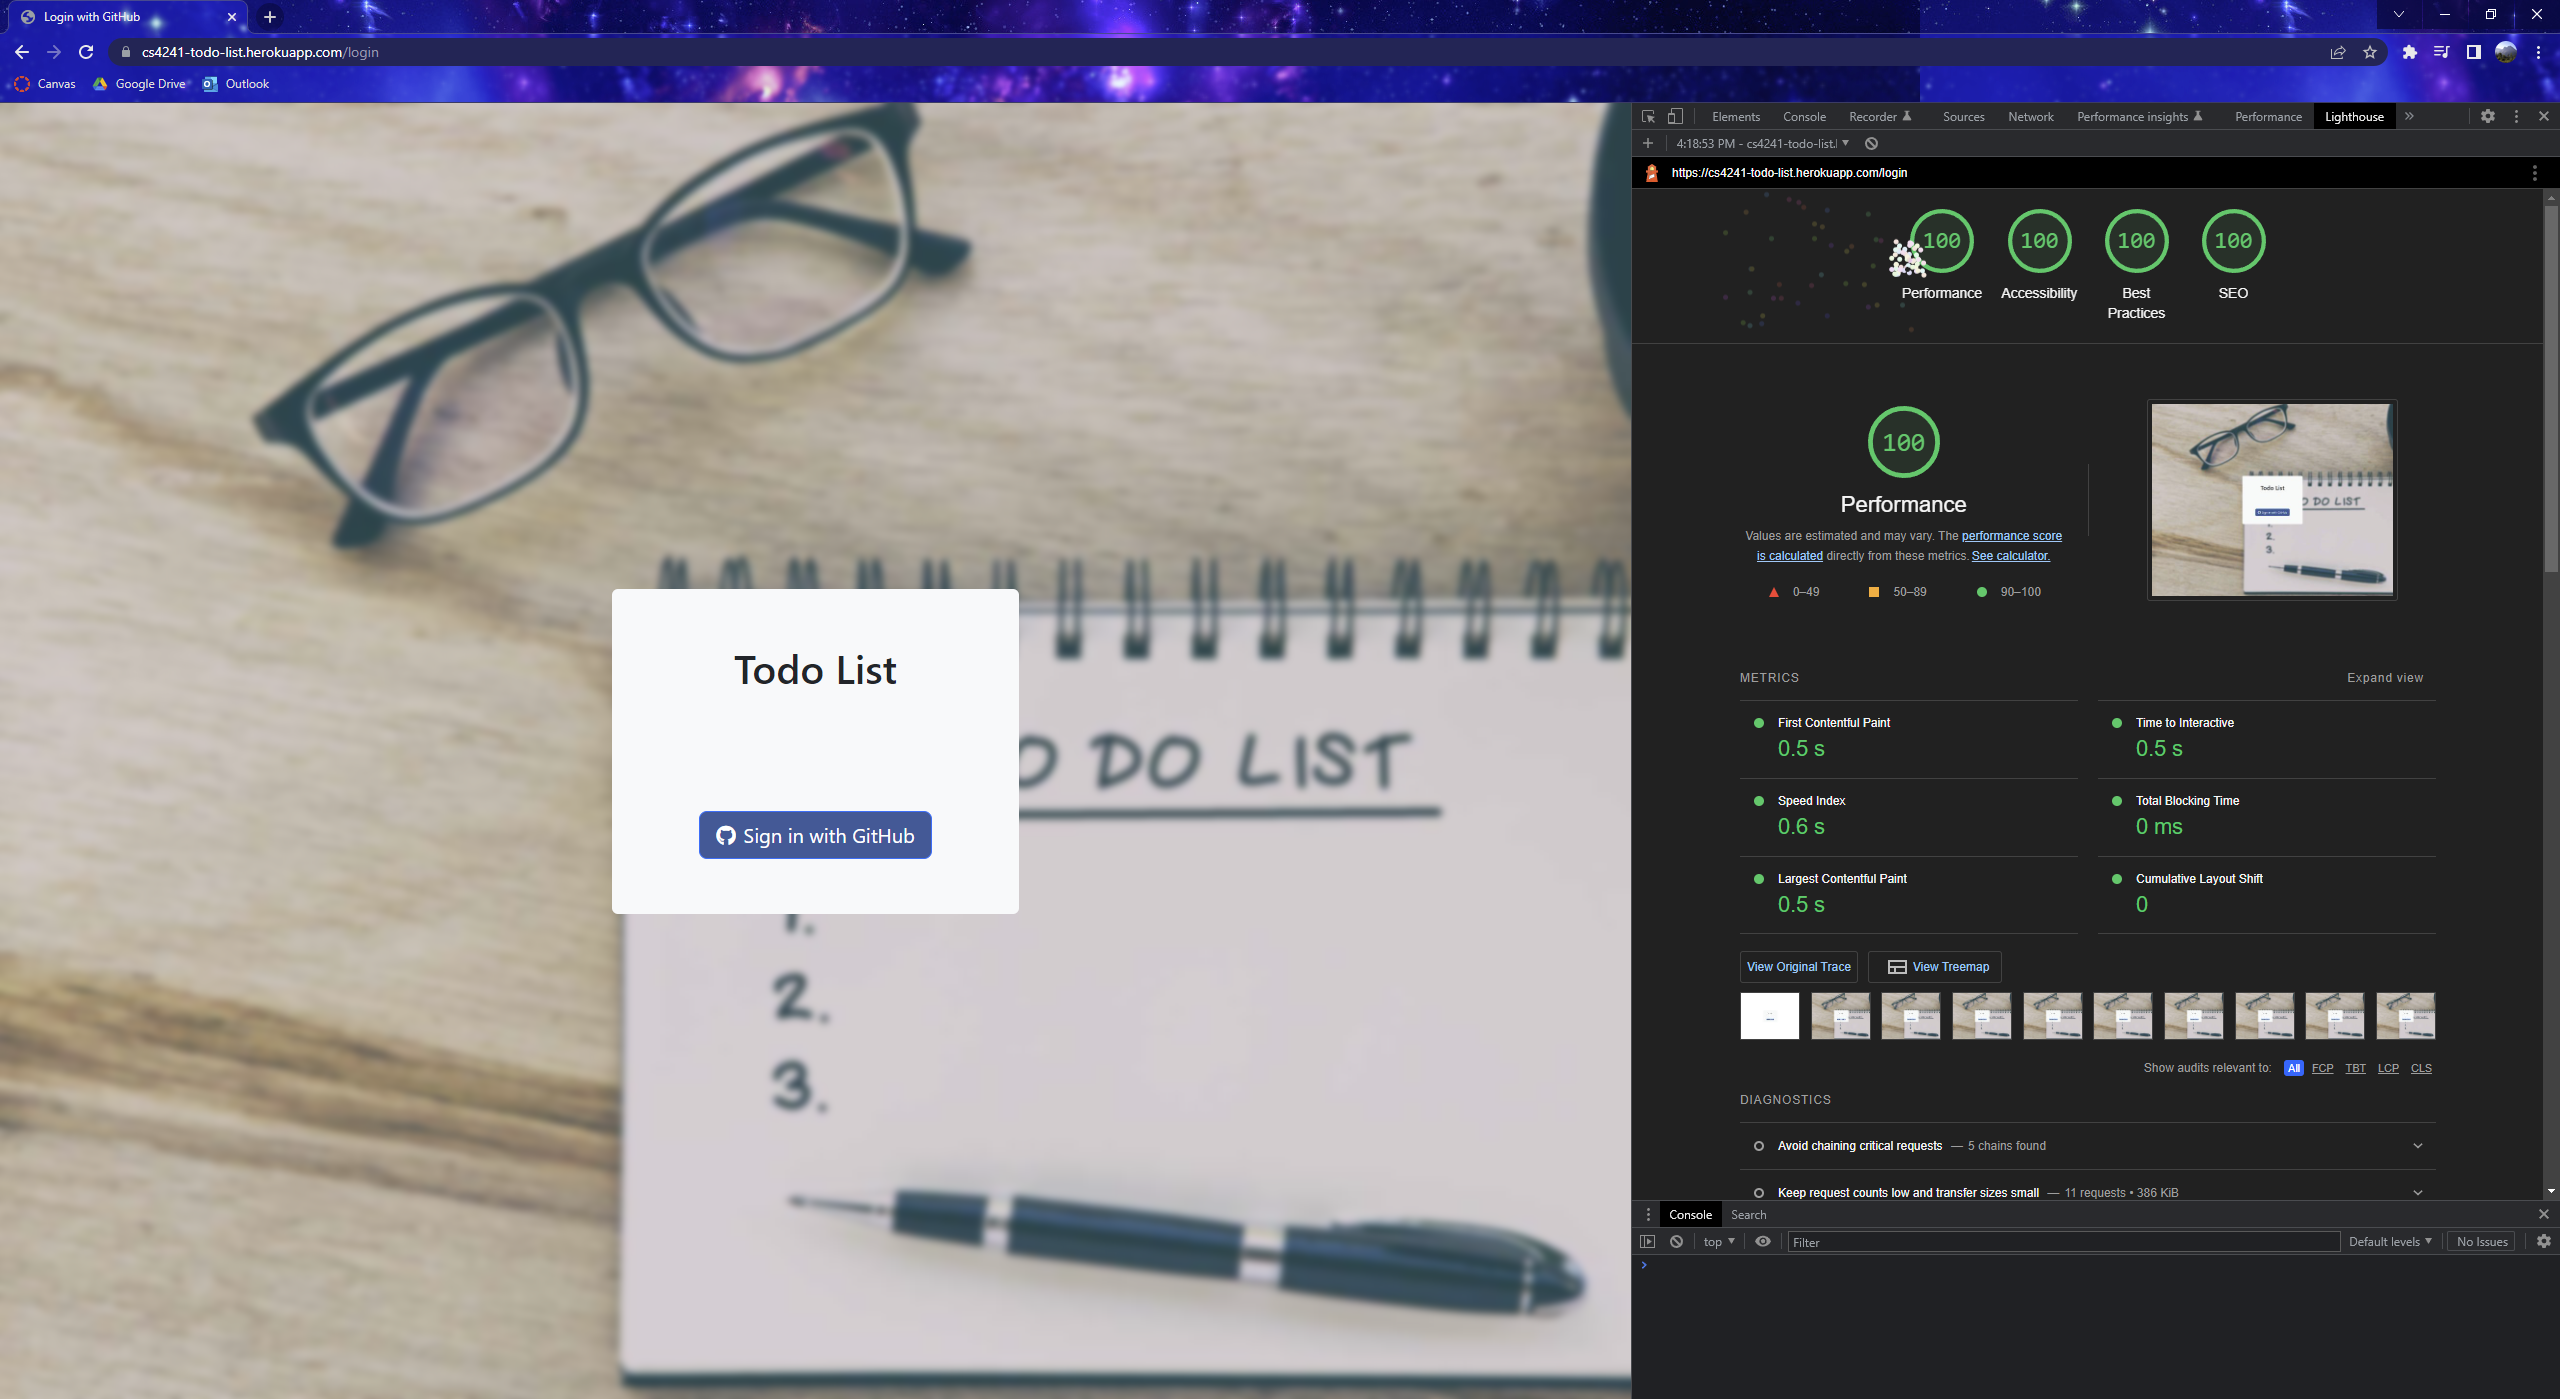 Login with GitHub
cs4241-todo-list.herokuapp.com/login
Canvas
Google Drive
Outlook
Todo List
Sign in with GitHub
O DO LIST
1.
2.
3.
Elements
Console
Recorder
Sources
Network
Performance insights
Performance
Lighthouse
4:18:53 PM - cs4241-todo-list.
https://cs4241-todo-list.herokuapp.com/login
100
100
100
100
Performance
Accessibility
Best
Practices
SEO
100
Performance
Values are estimated and may vary. The performance score
is calculated directly from these metrics. See calculator.
0–49
50–89
90–100
Todo List
O DO LIST
2.
3.
METRICS
Expand view
First Contentful Paint
0.5 s
Time to Interactive
0.5 s
Speed Index
0.6 s
Total Blocking Time
0 ms
Largest Contentful Paint
0.5 s
Cumulative Layout Shift
0
View Original Trace
View Treemap
Show audits relevant to: All FCP TBT LCP CLS
DIAGNOSTICS
Avoid chaining critical requests — 5 chains found
Keep request counts low and transfer sizes small — 11 requests • 386 KiB
Console
Search
top
Filter
Default levels
No Issues